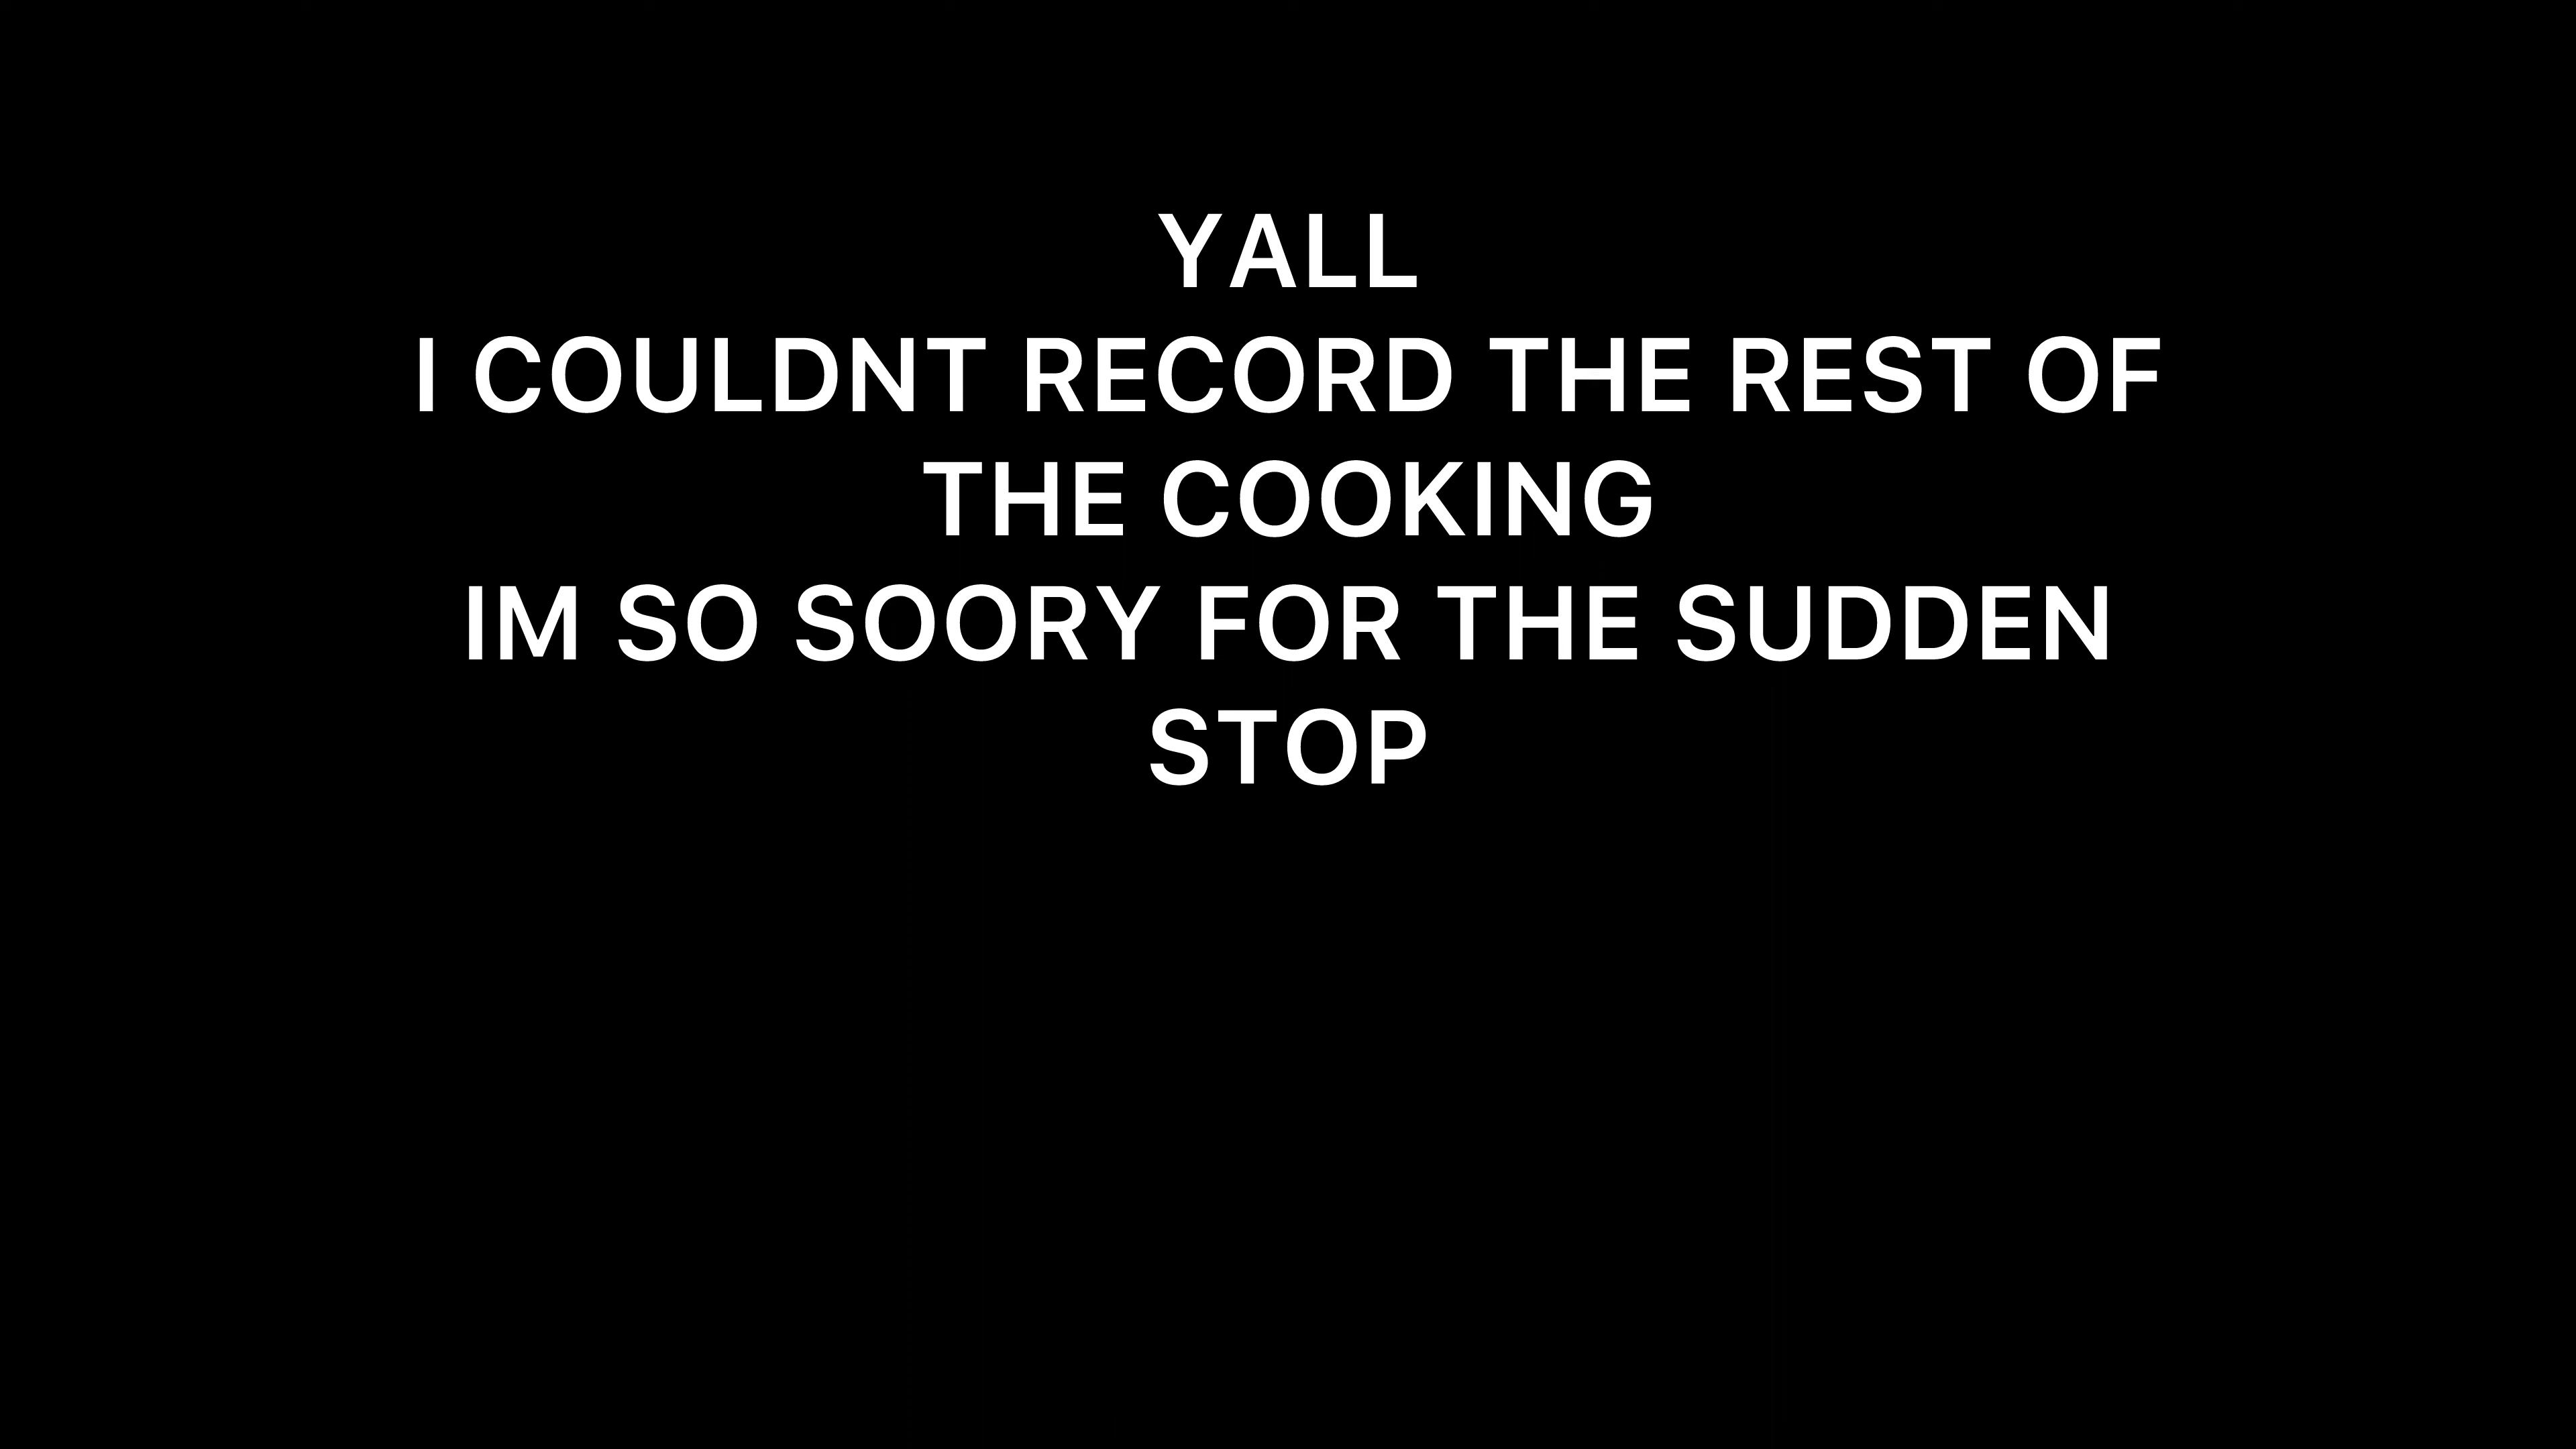 YALL
I COULDNT RECORD THE REST OF
THE COOKING
IM SO SOORY FOR THE SUDDEN
STOP